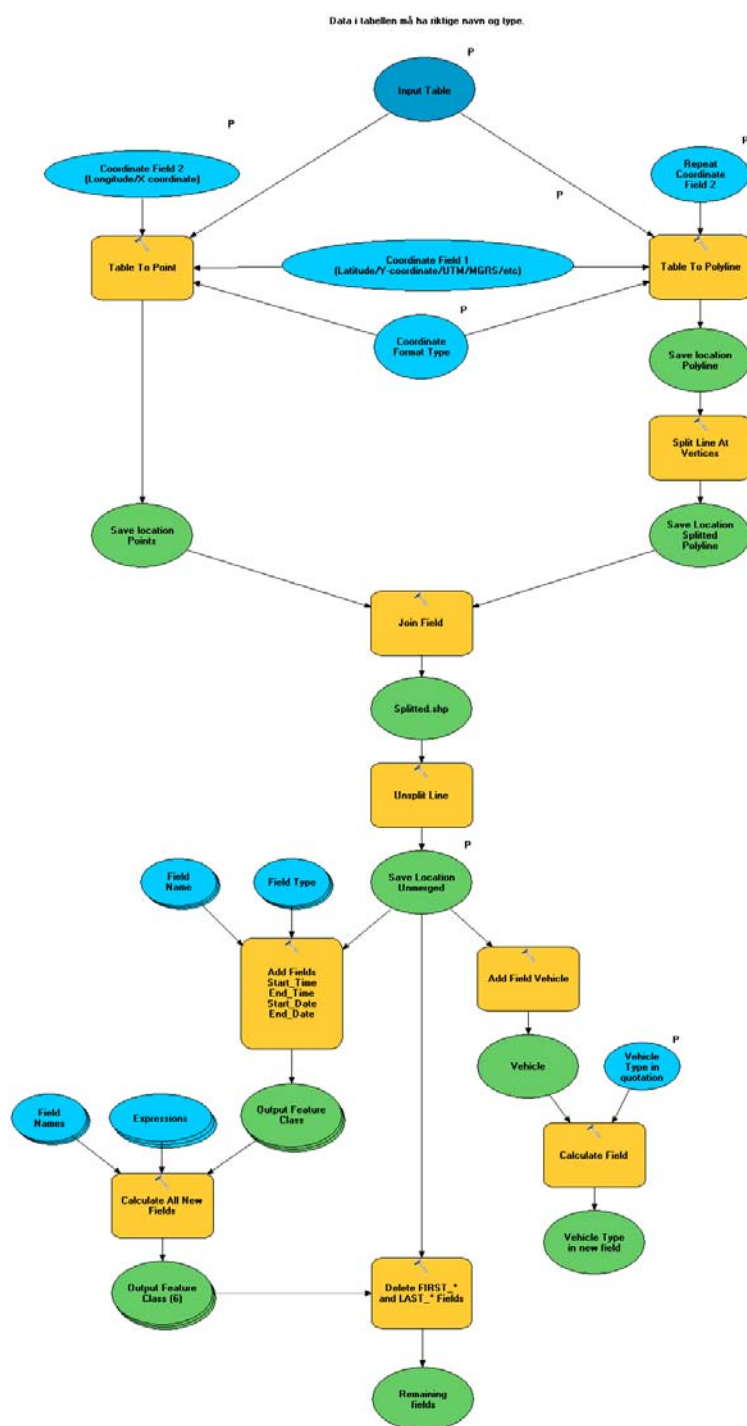 Data i tabellen må ha riktige navn og type.
P
Input Table
P
Coordinate Field 2
(Longitude/X coordinate)
P
Repeat
Coordinate
Field 2
P
Table To Point
Coordinate Field 1
(Latitude/Y-coordinate/UTM/MGRS/etc)
Table To Polyline
P
Coordinate
Format Type
Save location
Polyline
Split Line At
Vertices
Save location
Points
Save Location
Splitted
Polyline
Join Field
Splitted.shp
Unsplit Line
P
Field
Name
Field Type
Save Location
Unmerged
Add Fields
Start_Time
End_Time
Start_Date
End_Date
Add Field Vehicle
P
Vehicle
Vehicle
Type in
quotation
Field
Names
Expressions
Output Feature
Class
Calculate Field
Calculate All New
Fields
Vehicle Type
in new field
Output Feature
Class (6)
Delete FIRST_*
and LAST_* Fields
Remaining
fields